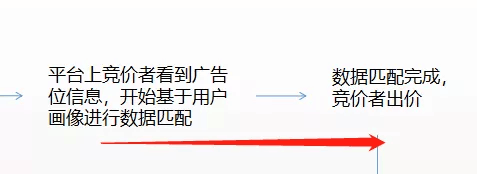 平台上竞价者看到广告
位信息，开始基于用户
画像进行数据匹配
数据匹配完成，
竞价者出价